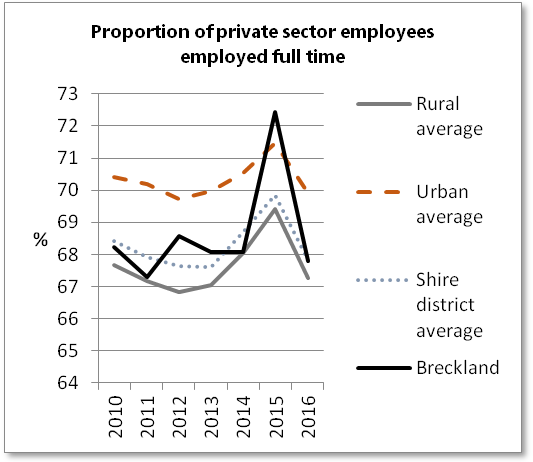 Proportion of private sector employees
employed full time
73
72
71
70
69
68
67
66
65
64
%
2010
2011
2012
2013
2014
2015
2016
Rural
average
Urban
average
Shire
district
average
Breckland